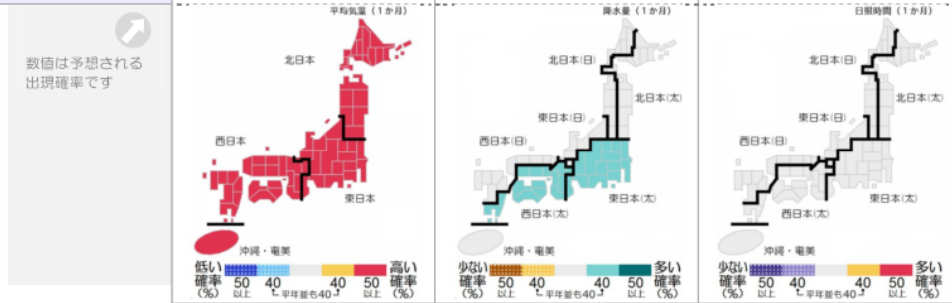 数値は予想される
出現確率です
平均気温（1か月）
北日本
西日本
東日本
沖縄・奄美
低い
確率
(%)
50
以上
40
平年並も40
40
50
以上
高い
確率
(%)
降水量（1か月）
北日本(日)
北日本(太)
東日本(日)
西日本(日)
東日本(太)
西日本(太)
沖縄・奄美
少ない
確率
(%)
50
以上
40
平年並も40
40
50
以上
多い
確率
(%)
日照時間（1か月）
北日本(日)
北日本(太)
東日本(日)
西日本(日)
東日本(太)
西日本(太)
沖縄・奄美
少ない
確率
(%)
50
以上
40
平年並も40
40
50
以上
多い
確率
(%)